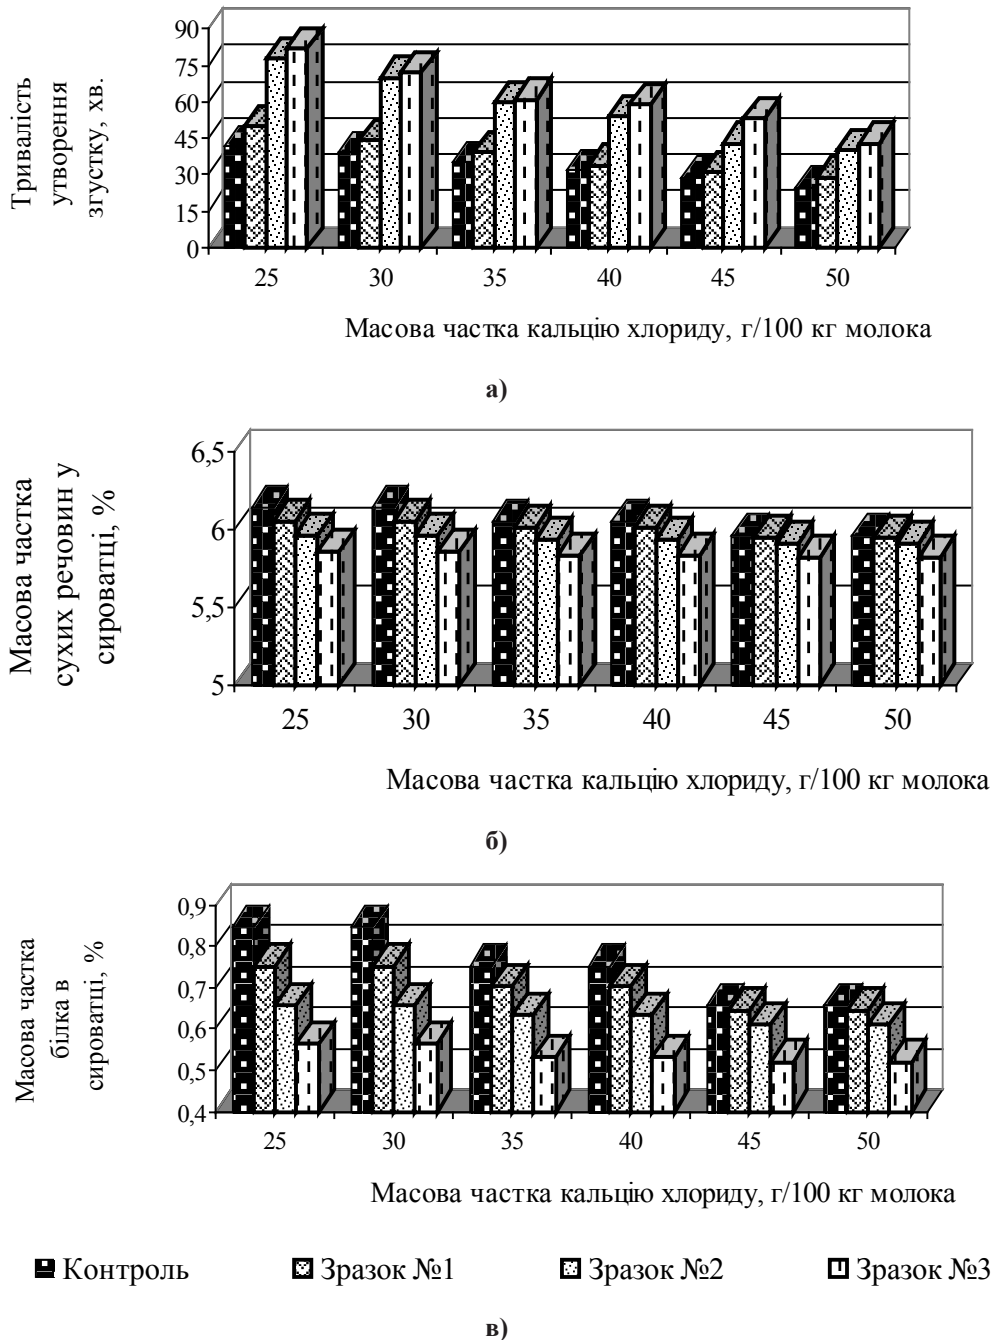 Тривалість
утворення
згустку, хв.
90
75
60
45
30
15
0
25 30 35 40 45 50
Масова частка кальцію хлориду, г/100 кг молока
а)
Масова частка
сухих речовин у
сироватці, %
6,5
6
5,5
5
25 30 35 40 45 50
Масова частка кальцію хлориду, г/100 кг молока
б)
Масова частка
білка в
сироватці, %
0,9
0,8
0,7
0,6
0,5
0,4
25 30 35 40 45 50
Масова частка кальцію хлориду, г/100 кг молока
Контроль Зразок №1 Зразок №2 Зразок №3
в)